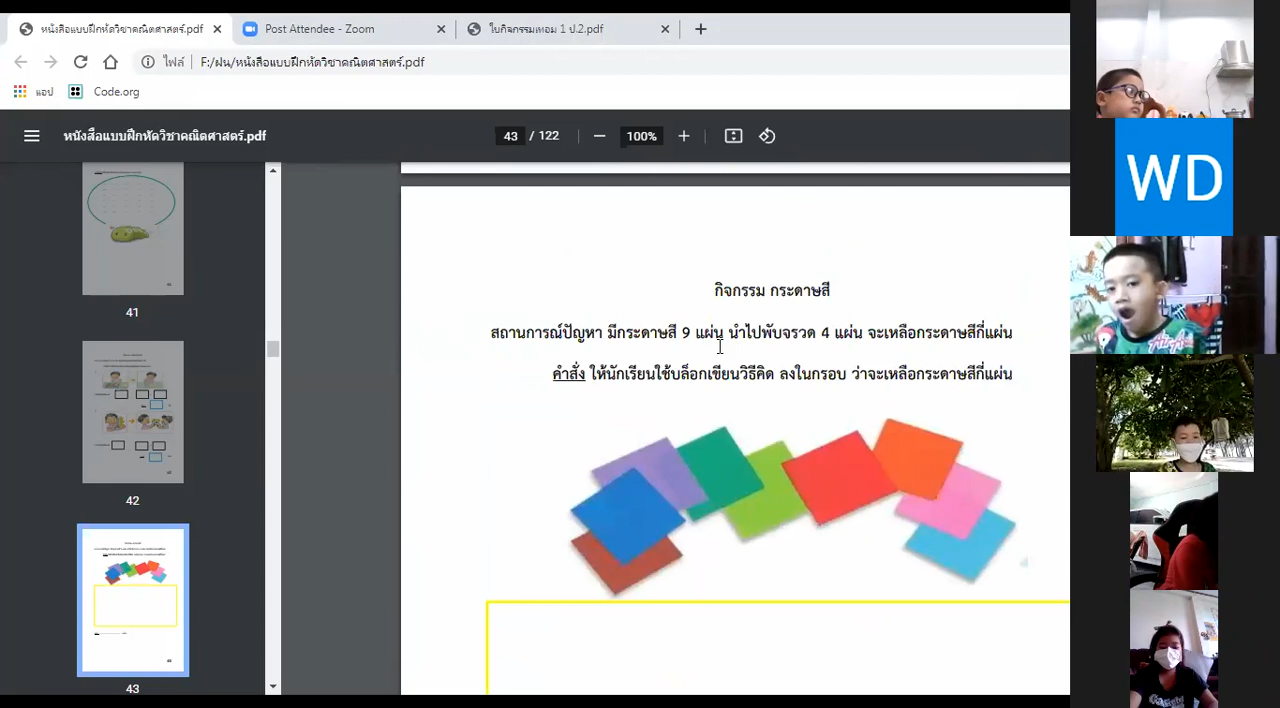 หนังสือแบบฝึกหัดวิชาคณิตศาสตร์.pdf
Post Attendee - Zoom
ใบกิจกรรมเทอม 1 ป.2.pdf
ไฟล์
F:/ฝน/หนังสือแบบฝึกหัดวิชาคณิตศาสตร์.pdf
แอป
Code.org
หนังสือแบบฝึกหัดวิชาคณิตศาสตร์.pdf
43 / 122
100%
41
42
43
กิจกรรม กระดาษสี
สถานการณ์ปัญหา มีกระดาษสี 9 แผ่น นำไปพับจรวด 4 แผ่น จะเหลือกระดาษสีกี่แผ่น
คำสั่ง ให้นักเรียนใช้บล็อกเขียนวิธีคิด ลงในกรอบ ว่าจะเหลือกระดาษสีกี่แผ่น
WD